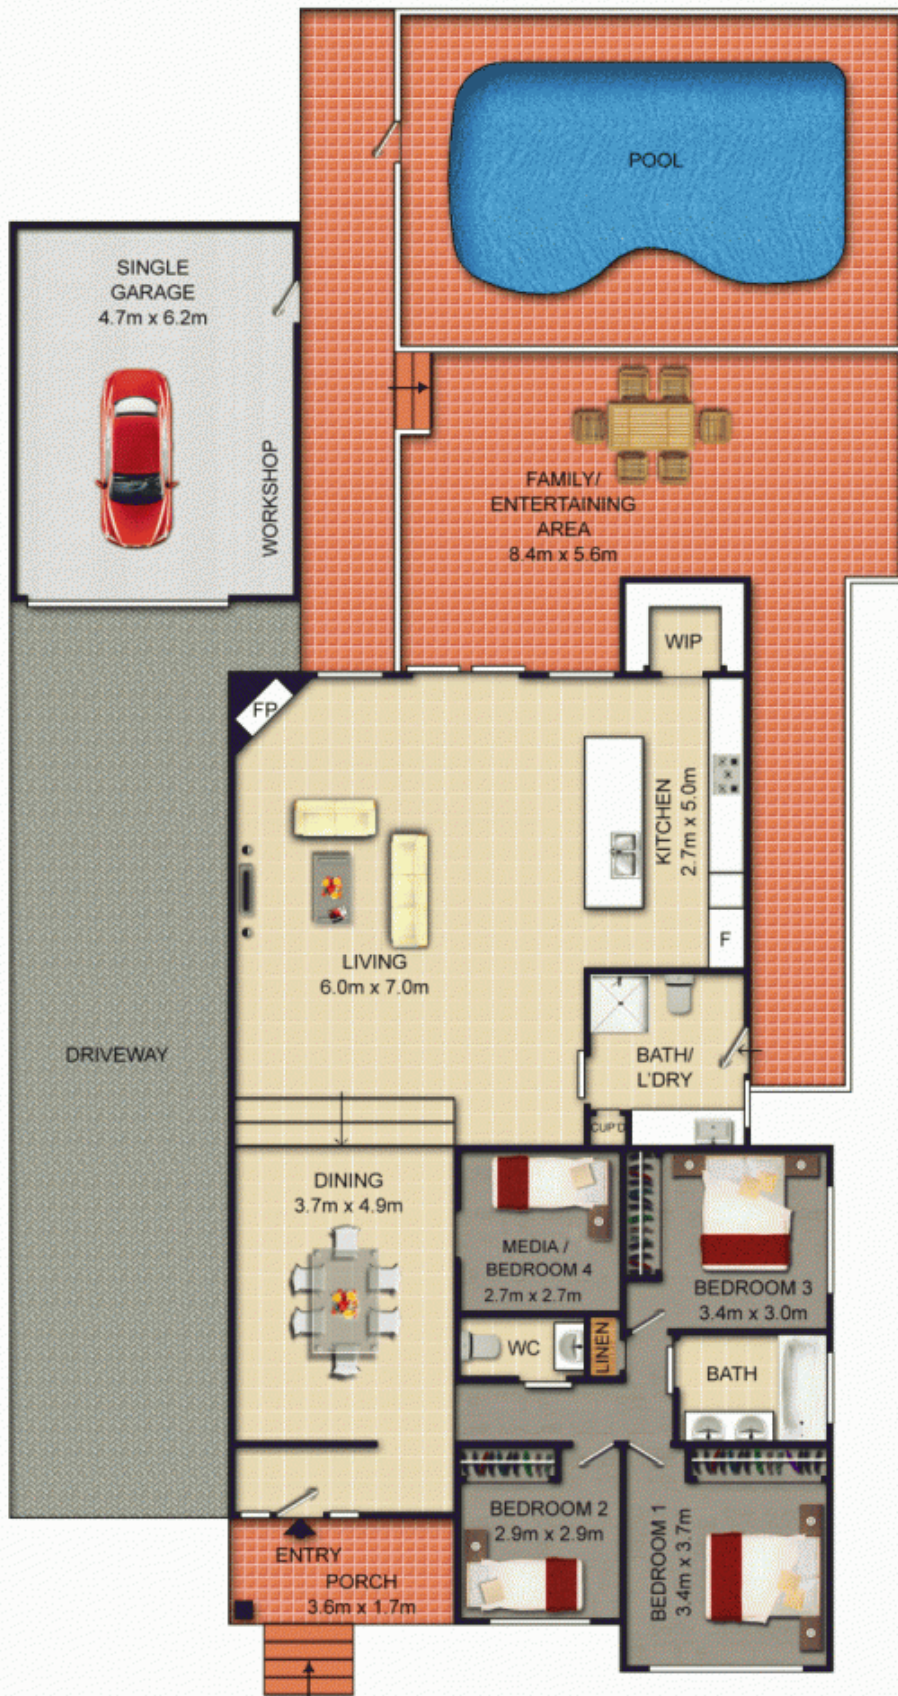 POOL
SINGLE
GARAGE
4.7m x 6.2m
WORKSHOP
FAMILY/
ENTERTAINING
AREA
8.4m x 5.6m
WIP
FP
KITCHEN
2.7m x 5.0m
F
LIVING
6.0m x 7.0m
DRIVEWAY
BATH/
L'DRY
CUP'D
DINING
3.7m x 4.9m
MEDIA /
BEDROOM 4
2.7m x 2.7m
BEDROOM 3
3.4m x 3.0m
WC
LINEN
BATH
BEDROOM 2
2.9m x 2.9m
BEDROOM 1
3.4m x 3.7m
ENTRY
PORCH
3.6m x 1.7m